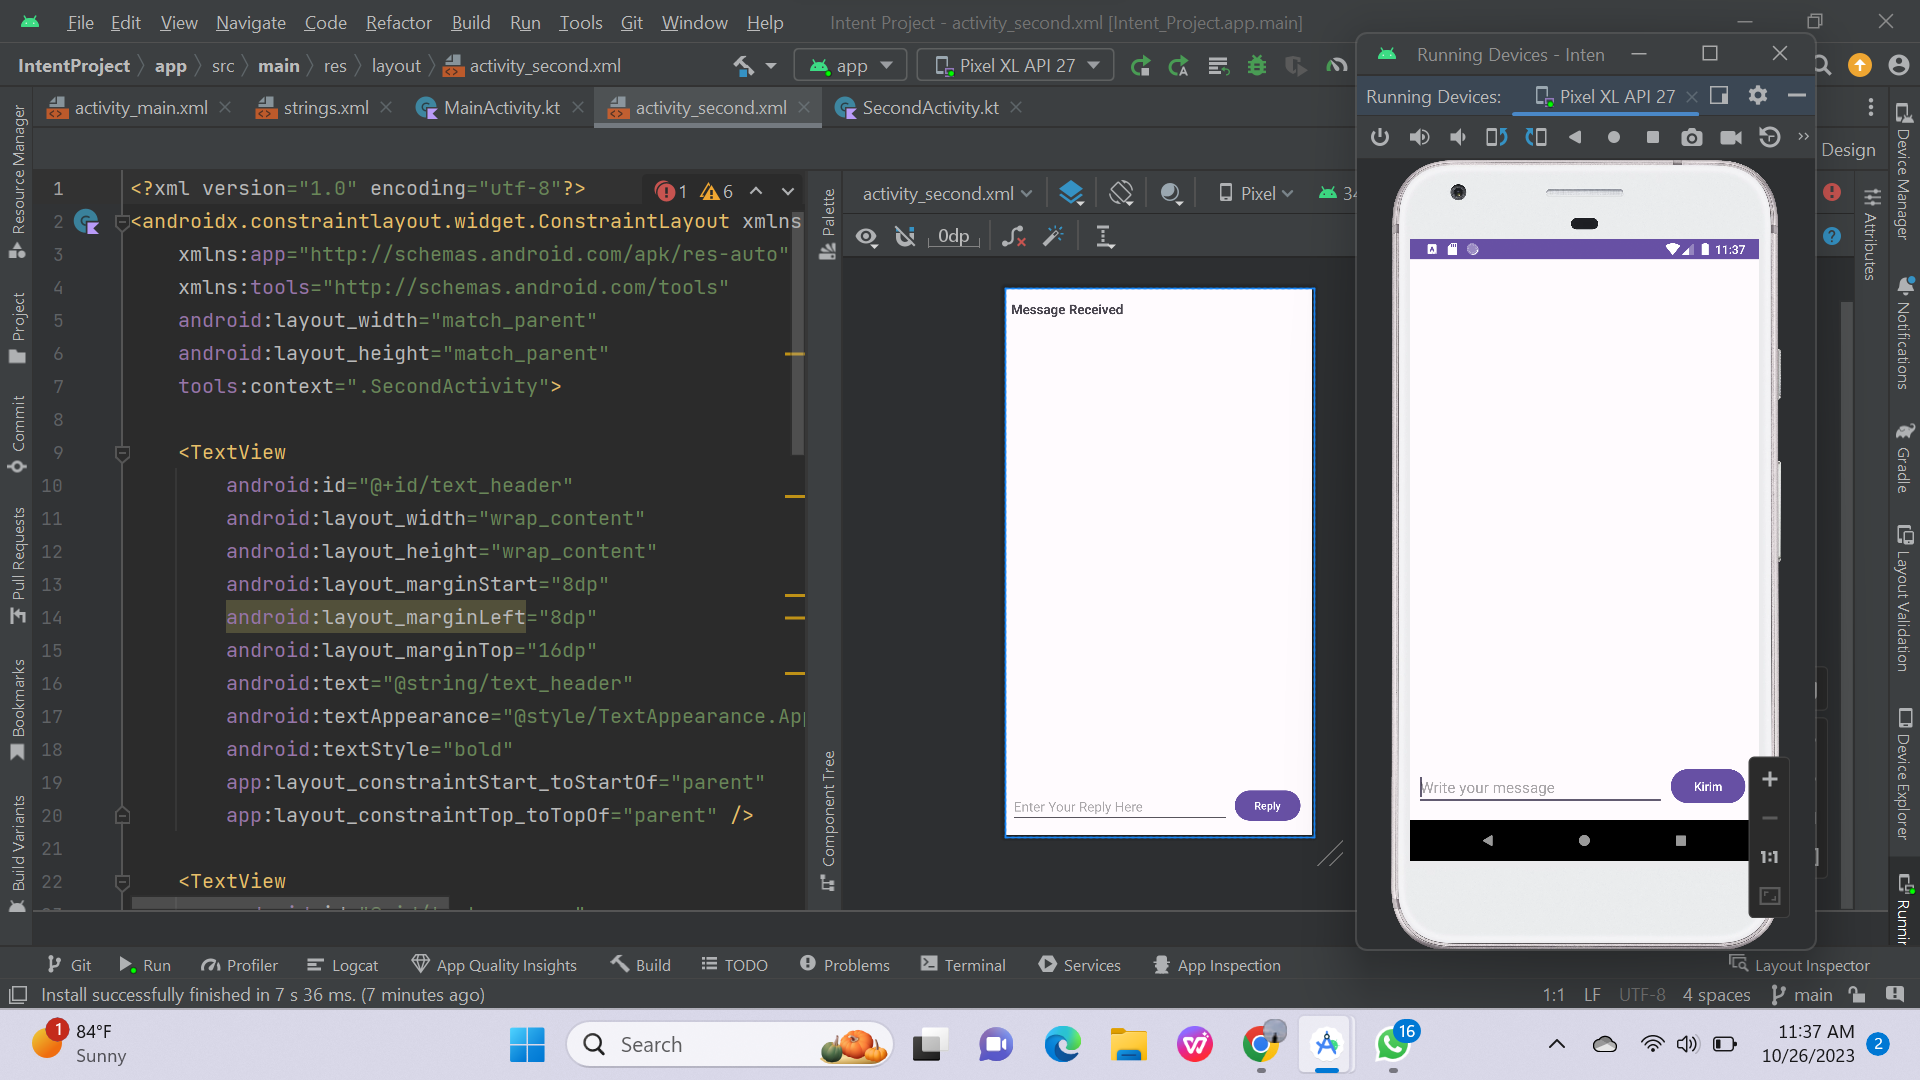 File Edit View Navigate Code Refactor Build Run Tools Git Window Help Intent Project - activity_second.xml [Intent_Project.app.main]
IntentProject app src main res layout activity_second.xml app Pixel XL API 27
activity_main.xml strings.xml MainActivity.kt activity_second.xml SecondActivity.kt
Running Devices - Inten
Running Devices: Pixel XL API 27
Design
Resource Manager
Project
Commit
Pull Requests
Bookmarks
Build Variants
1 6
1 <?xml version="1.0" encoding="utf-8"?>
2 <androidx.constraintlayout.widget.ConstraintLayout xmlns
3 xmlns:app="http://schemas.android.com/apk/res-auto"
4 xmlns:tools="http://schemas.android.com/tools"
5 android:layout_width="match_parent"
6 android:layout_height="match_parent"
7 tools:context=".SecondActivity">
8
9 <TextView
10 android:id="@+id/text_header"
11 android:layout_width="wrap_content"
12 android:layout_height="wrap_content"
13 android:layout_marginStart="8dp"
14 android:layout_marginLeft="8dp"
15 android:layout_marginTop="16dp"
16 android:text="@string/text_header"
17 android:textAppearance="@style/TextAppearance.App
18 android:textStyle="bold"
19 app:layout_constraintStart_toStartOf="parent"
20 app:layout_constraintTop_toTopOf="parent" />
21
22 <TextView
Palette
Component Tree
activity_second.xml Pixel 34
0dp
Message Received
Enter Your Reply Here Reply
11:37
Write your message Kirim
1:1
Attributes
Device Manager
Notifications
Gradle
Layout Validation
Device Explorer
Runnin
Git Run Profiler Logcat App Quality Insights Build TODO Problems Terminal Services App Inspection Layout Inspector
Install successfully finished in 7 s 36 ms. (7 minutes ago) 1:1 LF UTF-8 4 spaces main
1 84°F
Sunny
Search
16
11:37 AM
10/26/2023
2